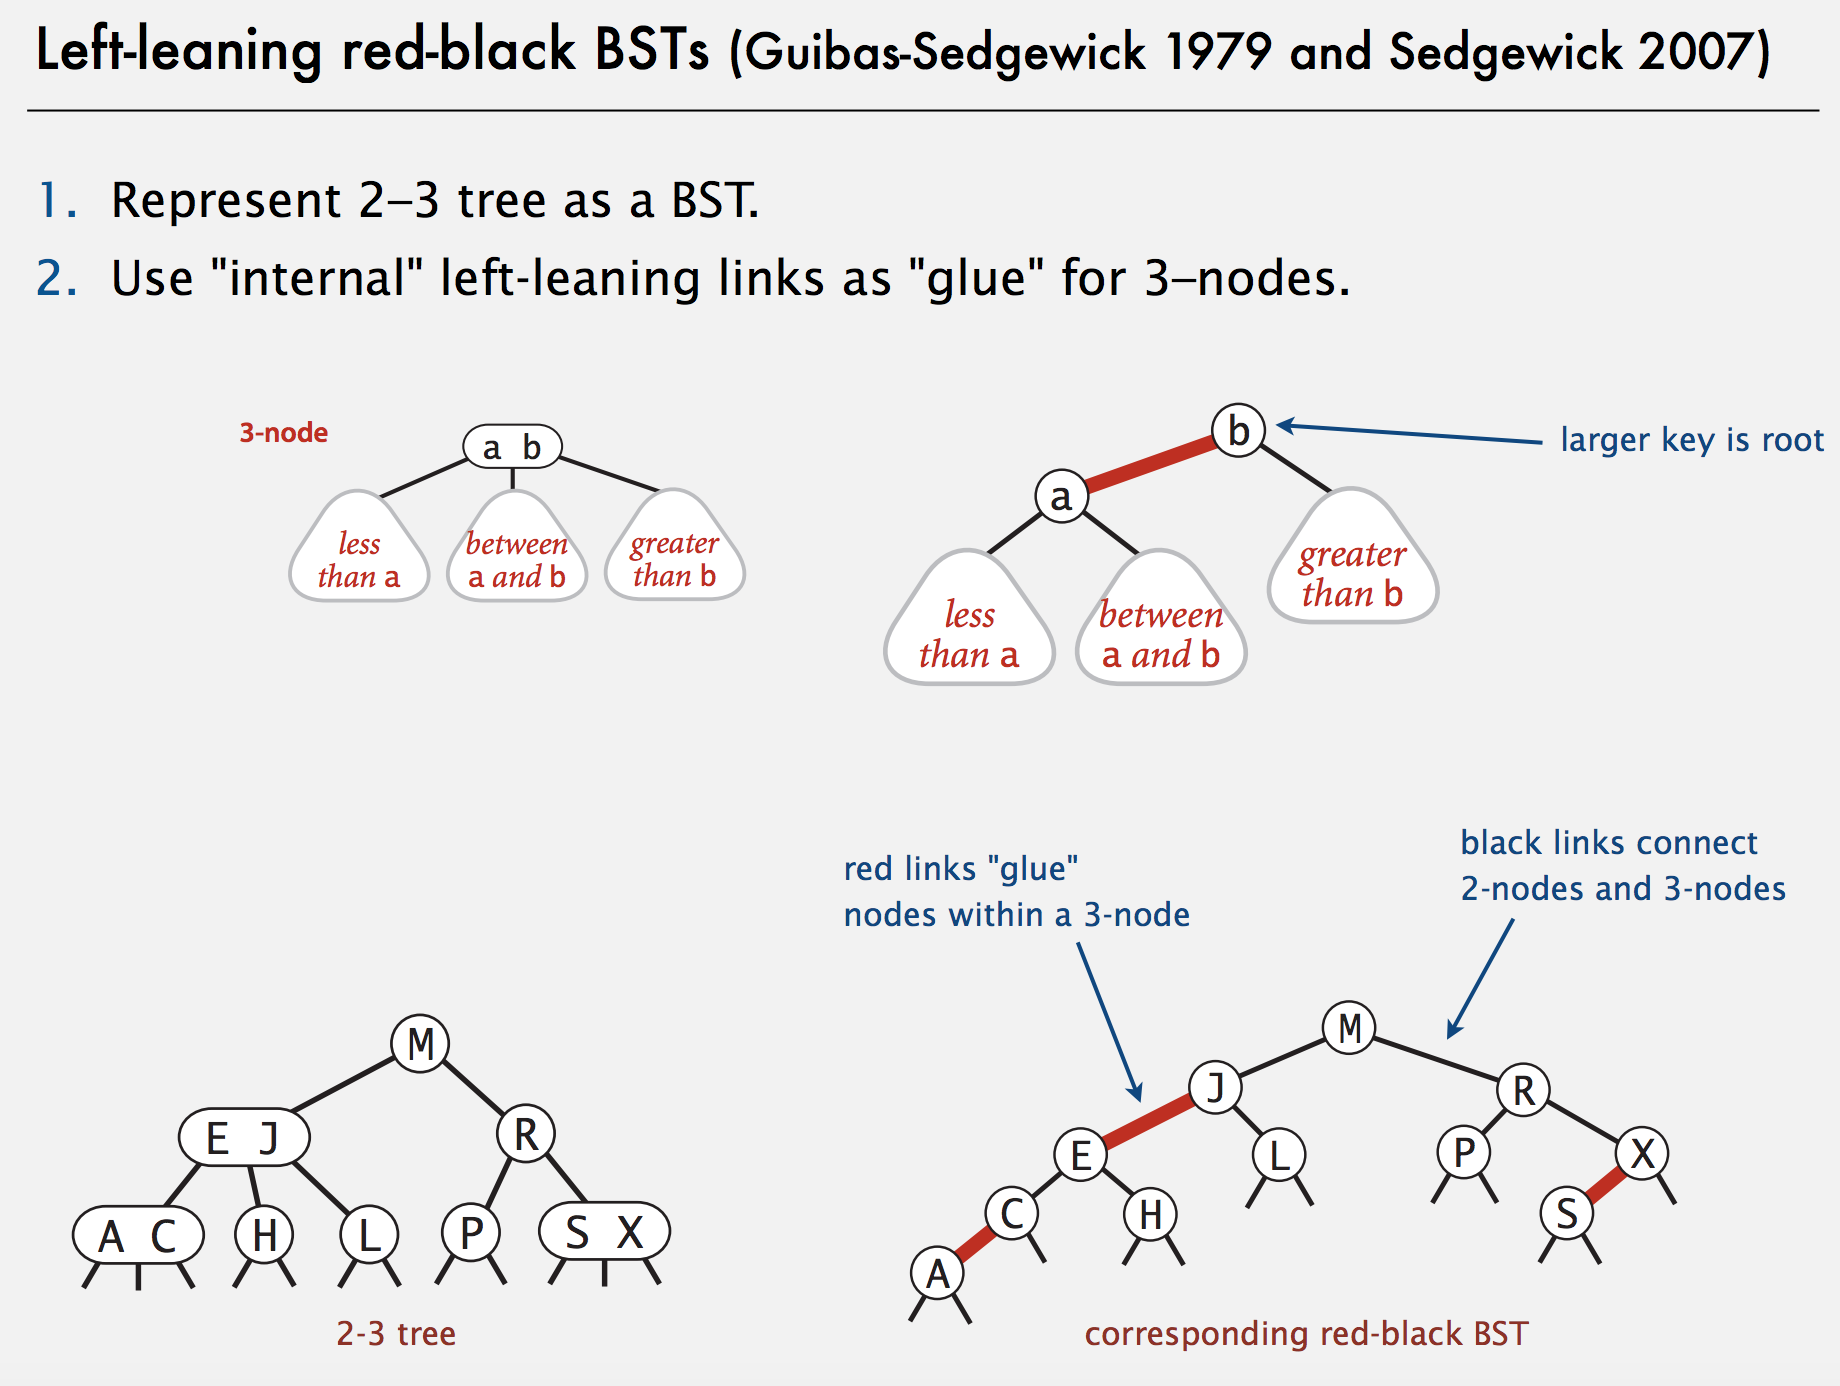 Left-leaning red-black BSTs (Guibas-Sedgewick 1979 and Sedgewick 2007)
1. Represent 2–3 tree as a BST.
2. Use "internal" left-leaning links as "glue" for 3–nodes.
3-node
a b
less
than a
between
a and b
greater
than b
b
larger key is root
a
less
than a
between
a and b
greater
than b
M
E J
R
A C
H
L
P
S X
2-3 tree
red links "glue"
nodes within a 3-node
black links connect
2-nodes and 3-nodes
M
J
R
E
L
P
X
C
H
S
A
corresponding red-black BST